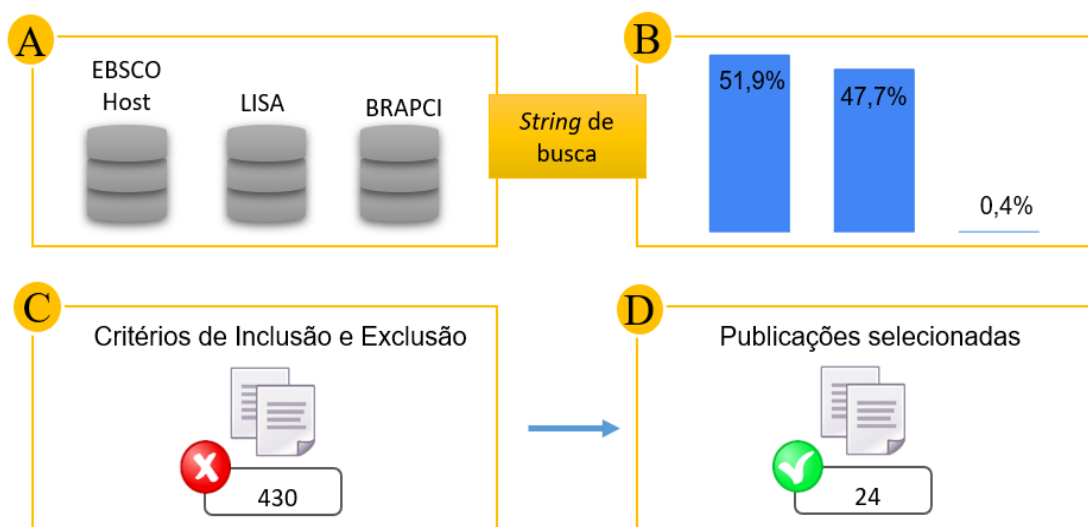 A
EBSCO
Host
LISA
BRAPCI
String de
busca
B
51,9%
47,7%
0,4%
C
Critérios de Inclusão e Exclusão
430
D
Publicações selecionadas
24